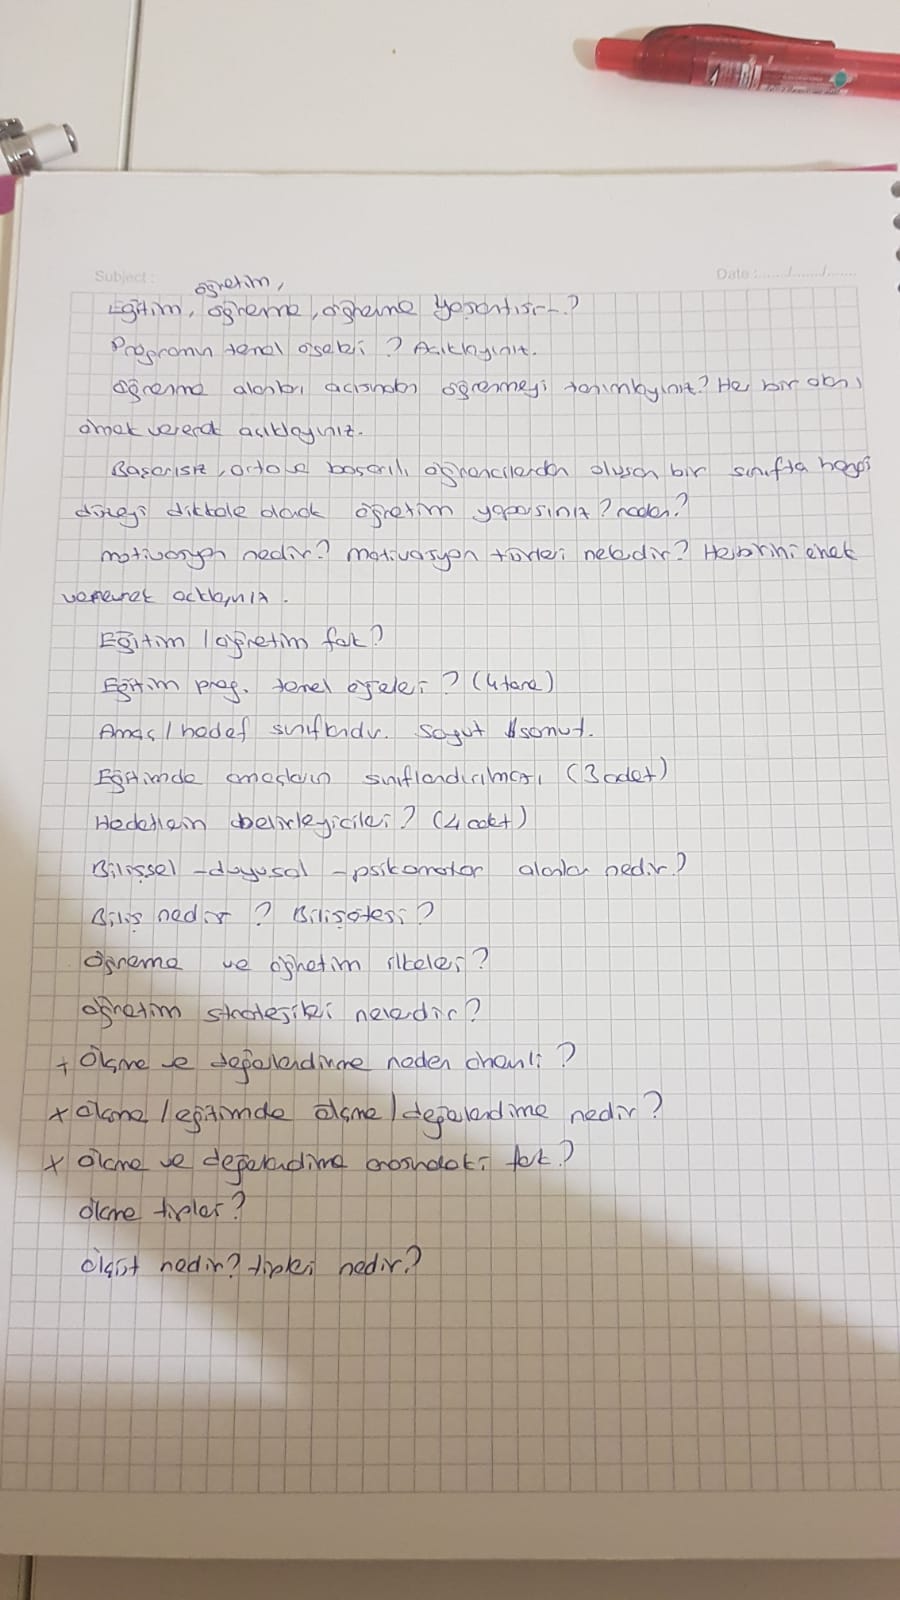 Subject : Date :....../......./.......
öğretim,
Eğitim, öğrenme, öğrenme yaşantısı ?
Programın temel öğeleri ? Açıklayınız.
Öğrenme alanları açısından öğrenmeyi tanımlayınız? Her bir alanı
örnek vererek açıklayınız.
Başarısız, orta ve başarılı öğrencilerden oluşan bir sınıfta hangi
düzeyi dikkate alarak öğretim yaparsınız? neden?
motivasyon nedir? motivasyon türleri nelerdir? Her birini örnek
vererek açıklayınız.
Eğitim / öğretim fark?
Eğitim prog. temel öğeleri ? (4 tane)
Amaç / hedef sınıflandır. Soyut somut.
Eğitimde amaçların sınıflandırılması (3 adet)
Hedeflerin belirleyicileri ? (4 adet)
Bilişsel - duyusal - psikomotor alanlar nedir?
Biliş nedir ? Bilişötesi ?
Öğrenme ve öğretim ilkeleri ?
Öğretim stratejileri nelerdir?
+ Ölçme ve değerlendirme neden önemli ?
x Ölçme / eğitimde ölçme / değerlendirme nedir?
x Ölçme ve değerlendirme arasındaki fark ?
Ölçme tipleri ?
Ölçüt nedir? tipleri nedir?